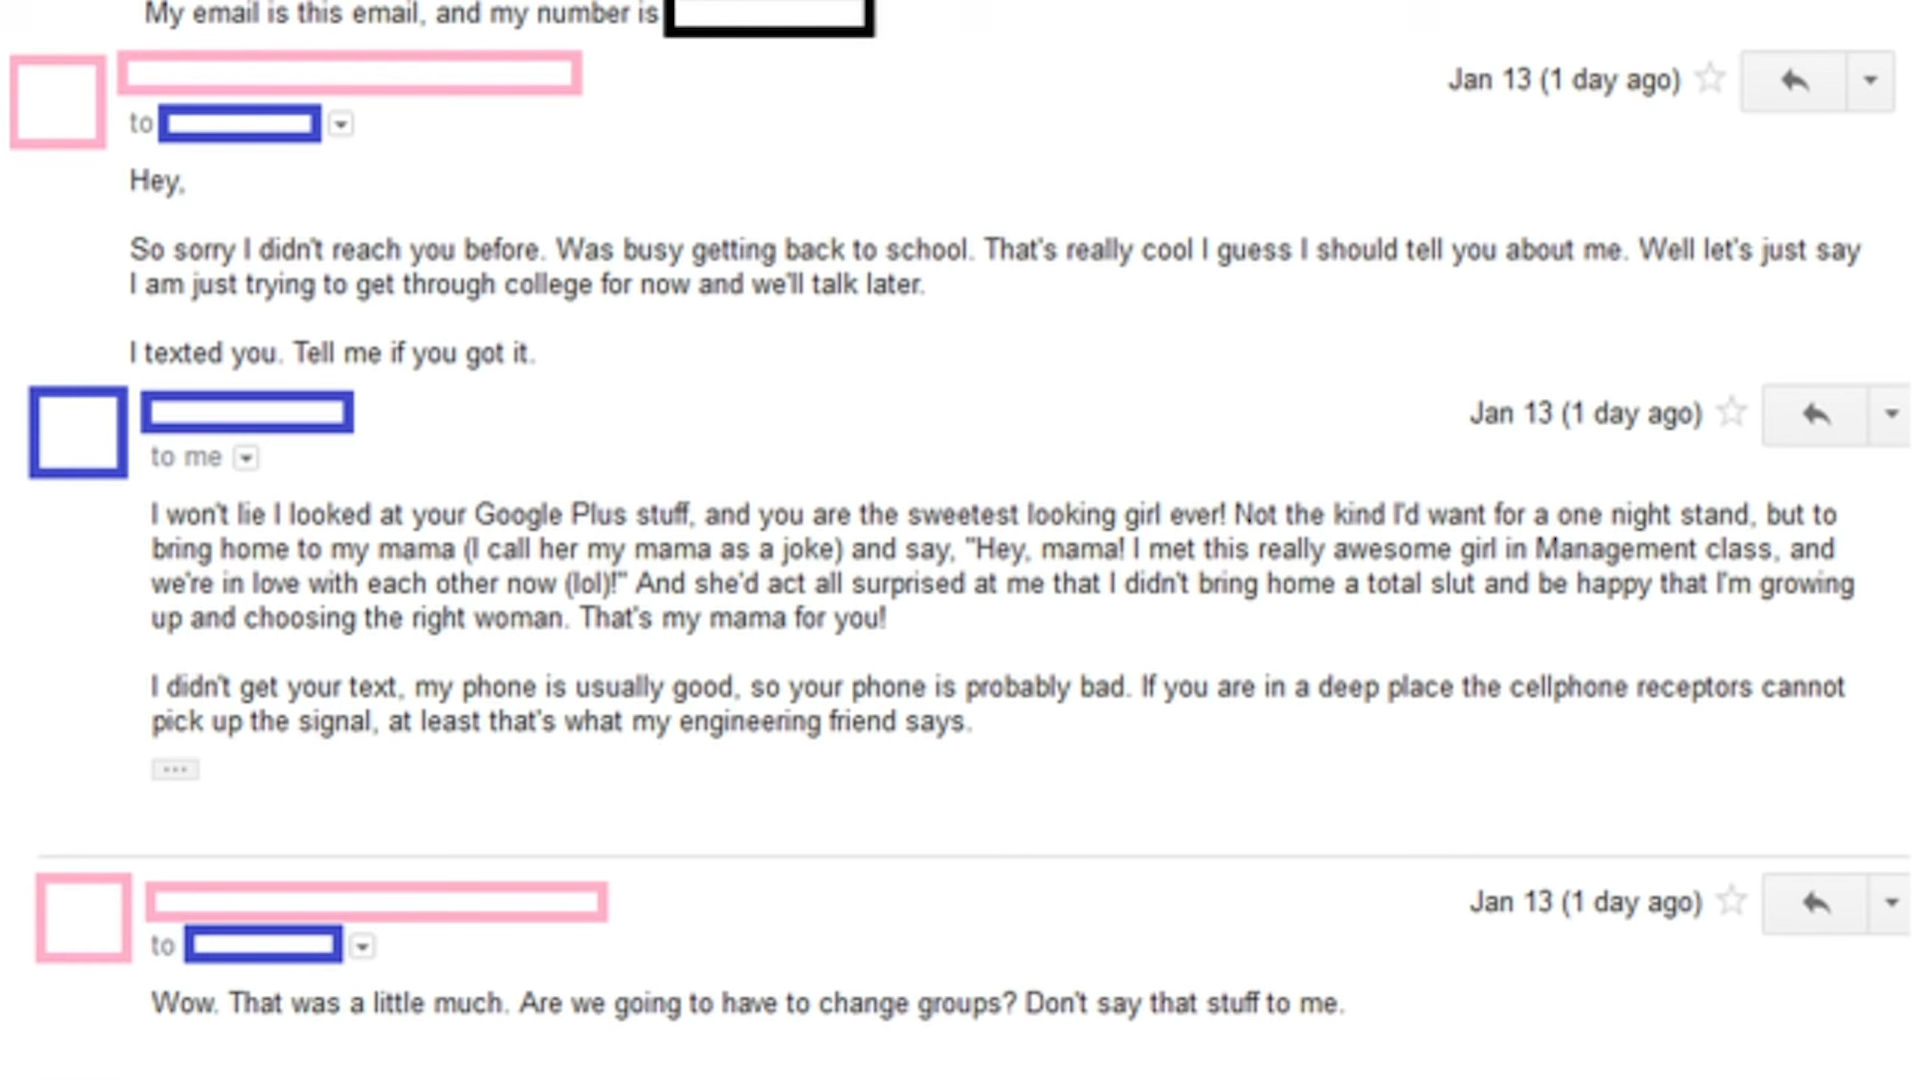 My email is this email, and my number is
Jan 13 (1 day ago)
to
Hey,
So sorry I didn't reach you before. Was busy getting back to school. That's really cool I guess I should tell you about me. Well let's just say
I am just trying to get through college for now and we'll talk later.
I texted you. Tell me if you got it.
Jan 13 (1 day ago)
to me
I won't lie I looked at your Google Plus stuff, and you are the sweetest looking girl ever! Not the kind I'd want for a one night stand, but to
bring home to my mama (I call her my mama as a joke) and say, "Hey, mama! I met this really awesome girl in Management class, and
we're in love with each other now (lol)!" And she'd act all surprised at me that I didn't bring home a total slut and be happy that I'm growing
up and choosing the right woman. That's my mama for you!
I didn't get your text, my phone is usually good, so your phone is probably bad. If you are in a deep place the cellphone receptors cannot
pick up the signal, at least that's what my engineering friend says.
Jan 13 (1 day ago)
to
Wow. That was a little much. Are we going to have to change groups? Don't say that stuff to me.